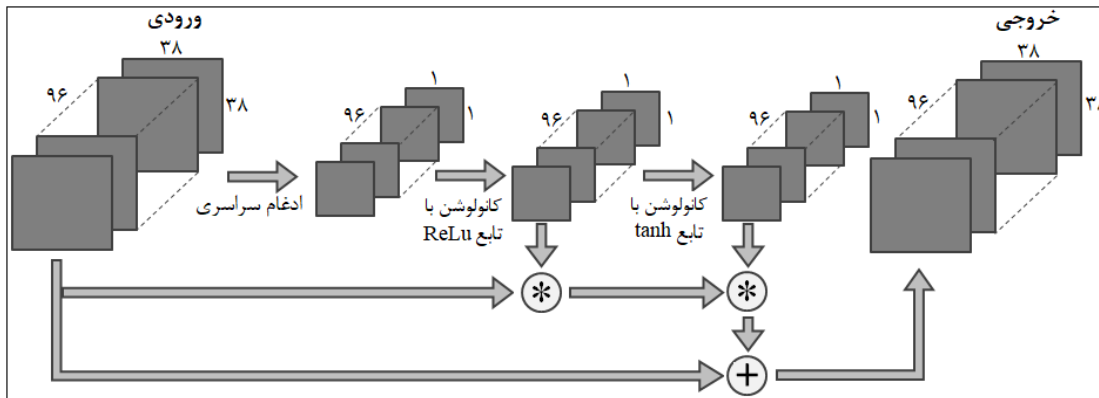 ورودی
۳۸
۹۶
۳۸
ادغام سراسری
۱
۹۶
۱
کانولوشن با
تابع ReLu
۱
۹۶
۱
کانولوشن با
تابع tanh
۱
۹۶
۱
خروجی
۳۸
۹۶
۳۸
*
*
+